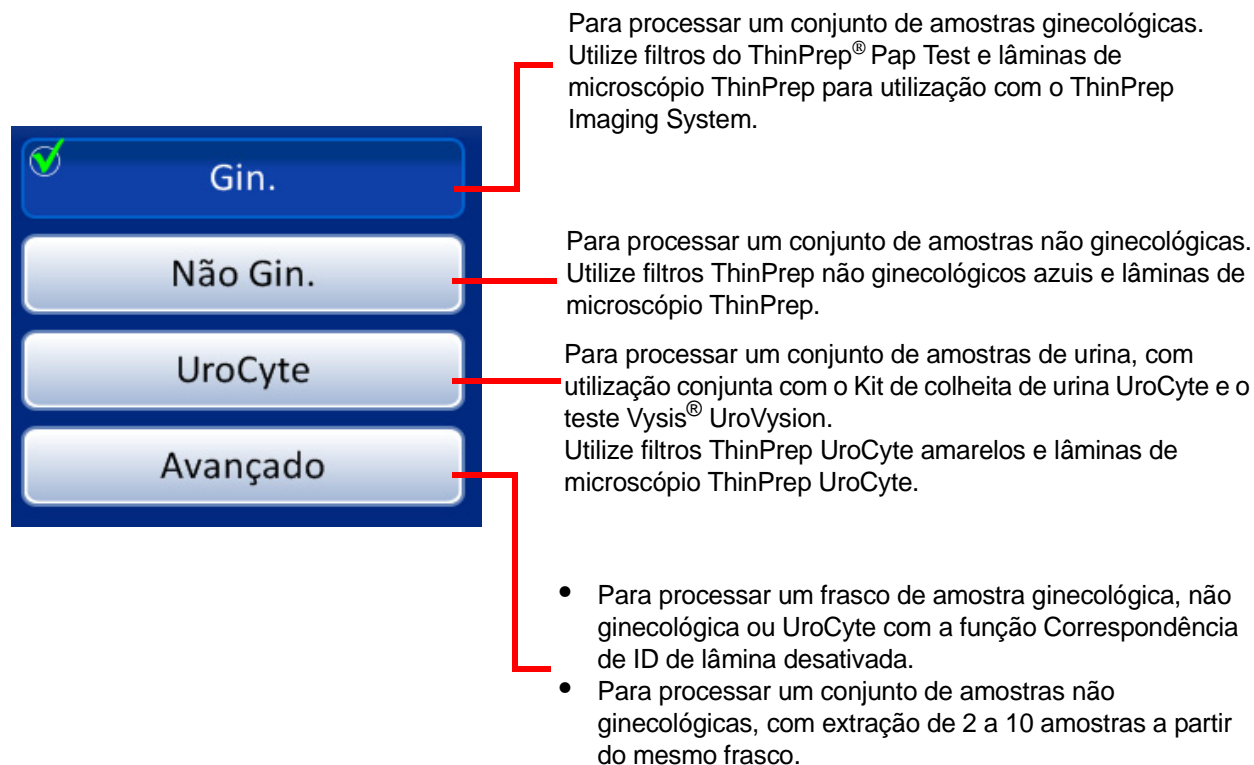 Para processar um conjunto de amostras ginecológicas.
Utilize filtros do ThinPrep® Pap Test e lâminas de
microscópio ThinPrep para utilização com o ThinPrep
Imaging System.
Gin.
Para processar um conjunto de amostras não ginecológicas.
Utilize filtros ThinPrep não ginecológicos azuis e lâminas de
microscópio ThinPrep.
Não Gin.
Para processar um conjunto de amostras de urina, com
utilização conjunta com o Kit de colheita de urina UroCyte e o
teste Vysis® UroVysion.
Utilize filtros ThinPrep UroCyte amarelos e lâminas de
microscópio ThinPrep UroCyte.
UroCyte
Avançado
• Para processar um frasco de amostra ginecológica, não
ginecológica ou UroCyte com a função Correspondência
de ID de lâmina desativada.
• Para processar um conjunto de amostras não
ginecológicas, com extração de 2 a 10 amostras a partir
do mesmo frasco.